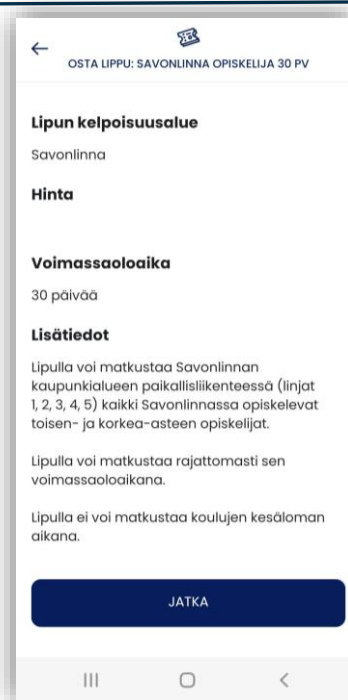 OSTA LIPPU: SAVONLINNA OPISKELIJA 30 PV
Lipun kelpoisuusalue
Savonlinna
Hinta
Voimassaoloaika
30 päivää
Lisätiedot
Lipulla voi matkustaa Savonlinnan
kaupunkialueen paikallisliikenteessä (linjat
1, 2, 3, 4, 5) kaikki Savonlinnassa opiskelevat
toisen- ja korkea-asteen opiskelijat.
Lipulla voi matkustaa rajattomasti sen
voimassaoloaikana.
Lipulla ei voi matkustaa koulujen kesäloman
aikana.
JATKA